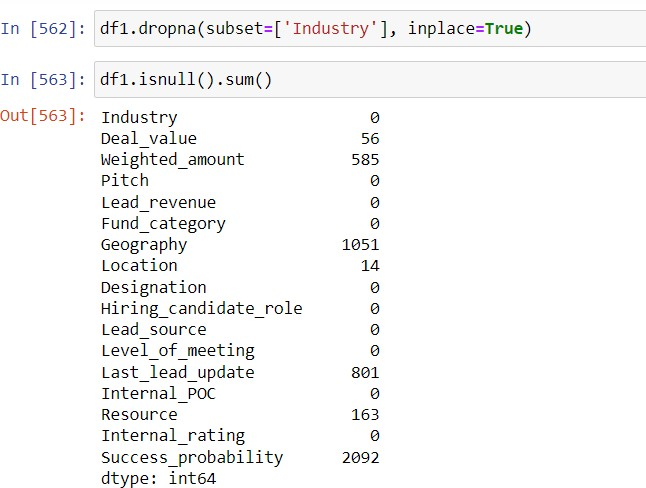 In [562]: df1.dropna(subset=['Industry'], inplace=True)
In [563]: df1.isnull().sum()
Out[563]: Industry 0
Deal_value 56
Weighted_amount 585
Pitch 0
Lead_revenue 0
Fund_category 0
Geography 1051
Location 14
Designation 0
Hiring_candidate_role 0
Lead_source 0
Level_of_meeting 0
Last_lead_update 801
Internal_POC 0
Resource 163
Internal_rating 0
Success_probability 2092
dtype: int64